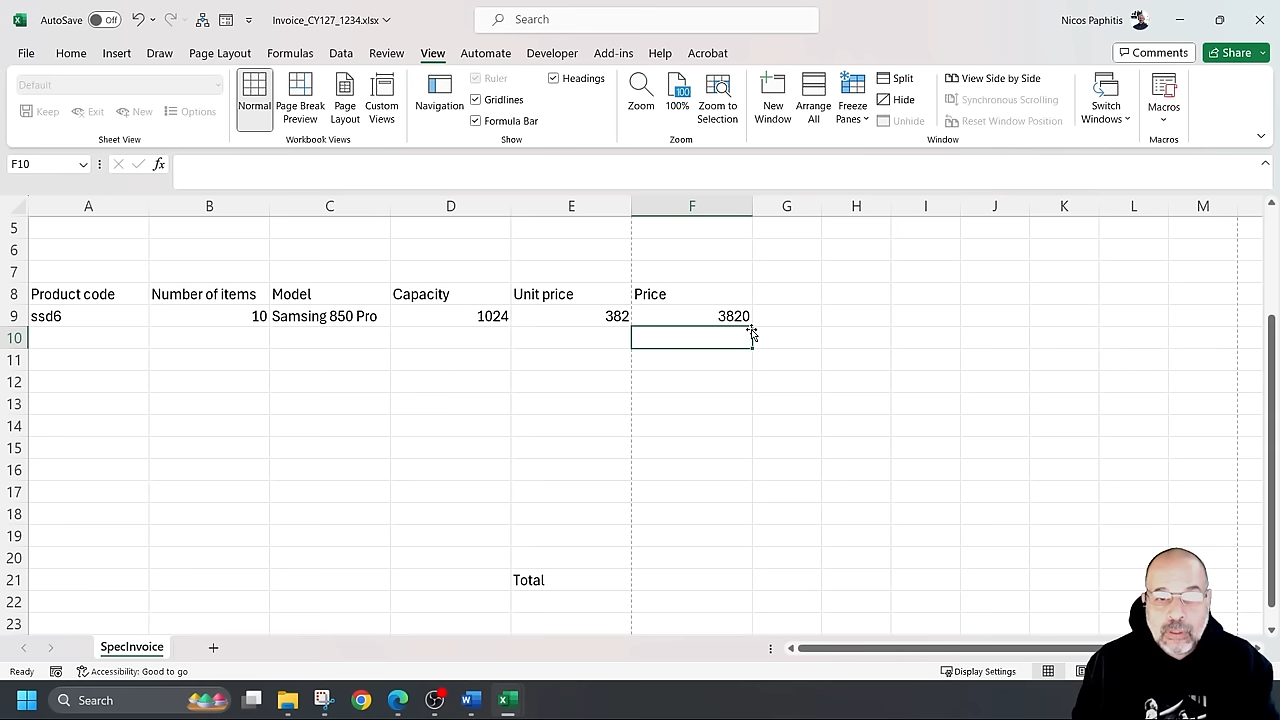 AutoSave Off Invoice_CY127_1234.xlsx Search Nicos Paphitis
File Home Insert Draw Page Layout Formulas Data Review View Automate Developer Add-ins Help Acrobat Comments Share
Default
Keep Exit New Options
Sheet View
Normal Page Break Preview Page Layout Custom Views
Workbook Views
Navigation Ruler Headings
Gridlines
Formula Bar
Show
Zoom 100 100% Zoom to Selection
Zoom
New Window Arrange All Freeze Panes Split View Side by Side
Hide Synchronous Scrolling
Unhide Reset Window Position
Switch Windows
Window
Macros
Macros
F10 fx
A B C D E F G H I J K L M
5
6
7
8 Product code Number of items Model Capacity Unit price Price
9 ssd6 10 Samsing 850 Pro 1024 382 3820
10
11
12
13
14
15
16
17
18
19
20
21 Total
22
23
SpecInvoice
Ready Accessibility: Good to go Display Settings
Search